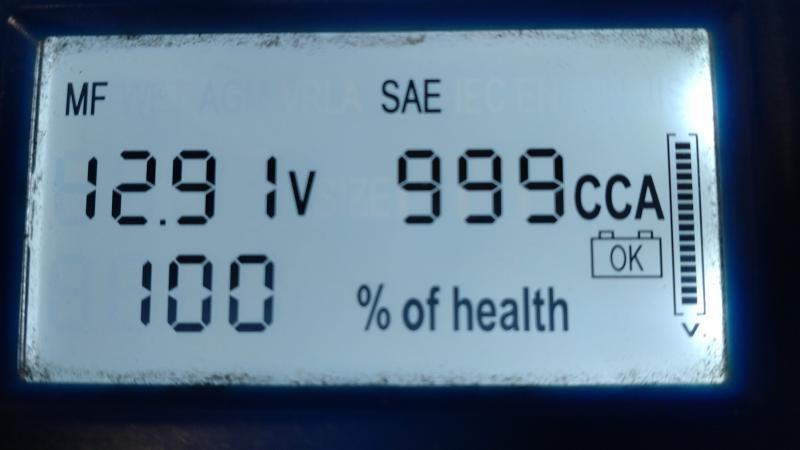 MF SAE
12.91V 999CCA
OK
100 % of health